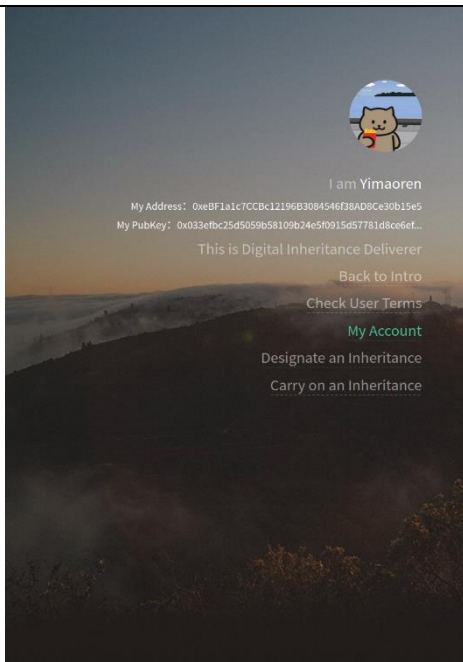 I am Yimaoren
My Address： 0xeBF1a1c7CCBc12196B3084546f38AD8Ce30b15e5
My PubKey： 0x033efbc25d5059b58109b24e5f0915d57781d8ce6ef...
This is Digital Inheritance Deliverer
Back to Intro
Check User Terms
My Account
Designate an Inheritance
Carry on an Inheritance